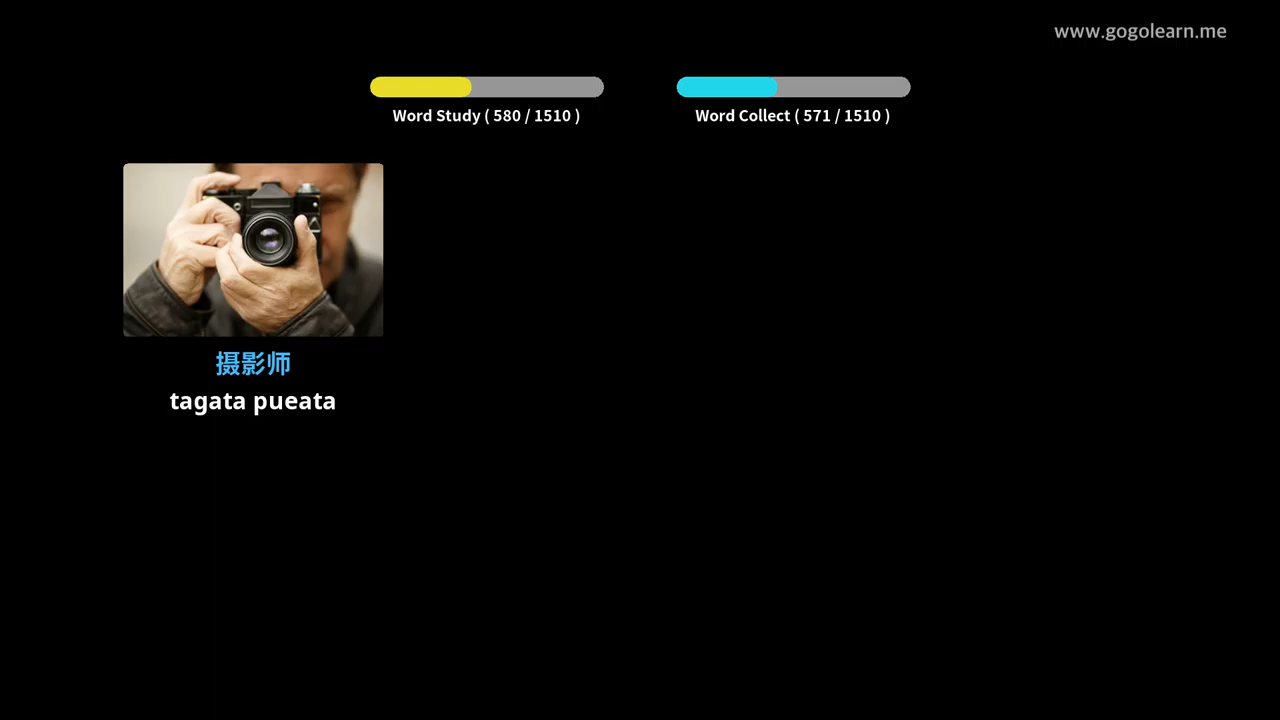 www.gogolearn.me
Word Study ( 580 / 1510 )
Word Collect ( 571 / 1510 )
摄影师
tagata pueata